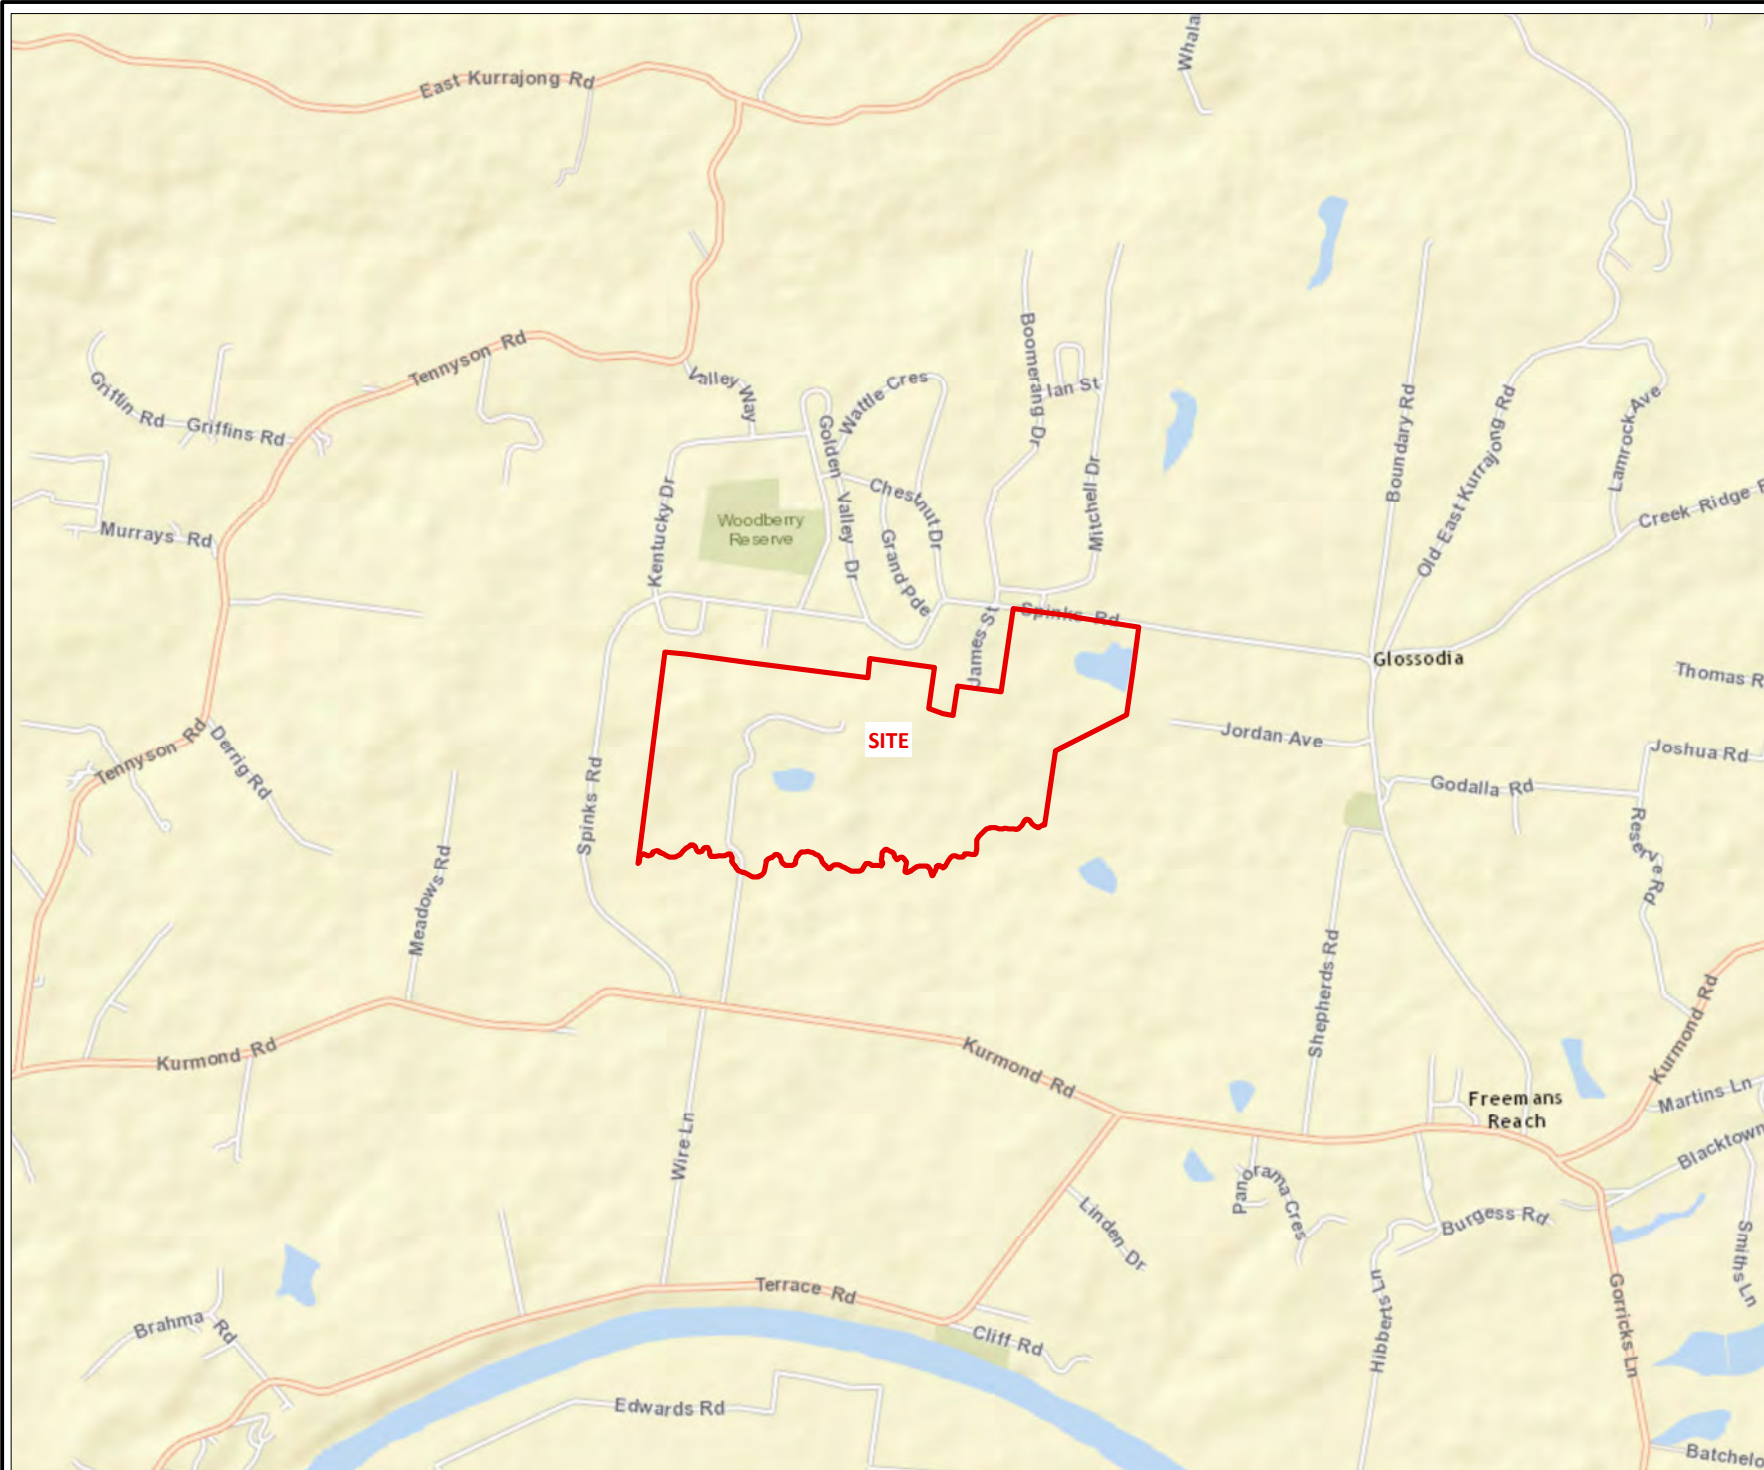 Whala
East Kurrajong Rd
Tennyson Rd
Griffin Rd
Griffins Rd
Valley Way
Wattle Cres
Boomerang Dr
Ian St
Golden Valley Dr
Chestnut Dr
Mitchell Dr
Boundary Rd
Old East Kurrajong Rd
Lamrock Ave
Creek Ridge R
Murrays Rd
Kentucky Dr
Woodberry
Reserve
Grand Pde
James St
Spinks Rd
Glossodia
Thomas R
Tennyson Rd
Derrig Rd
Spinks Rd
SITE
Jordan Ave
Joshua Rd
Godalla Rd
Reserve Rd
Meadows Rd
Shepherds Rd
Kurmond Rd
Kurmond Rd
Kurmond Rd
Freemans
Reach
Martins Ln
Blacktown
Wire Ln
Panorama Cres
Linden Dr
Burgess Rd
Smiths Ln
Hibberts Ln
Gorricks Ln
Terrace Rd
Brahma Rd
Cliff Rd
Edwards Rd
Batchelo